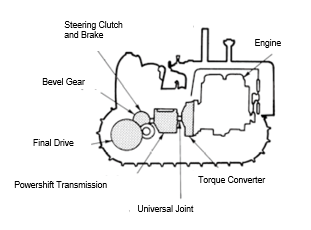 Steering Clutch
and Brake
Engine
Bevel Gear
Final Drive
Powershift Transmission
Torque Converter
Universal Joint